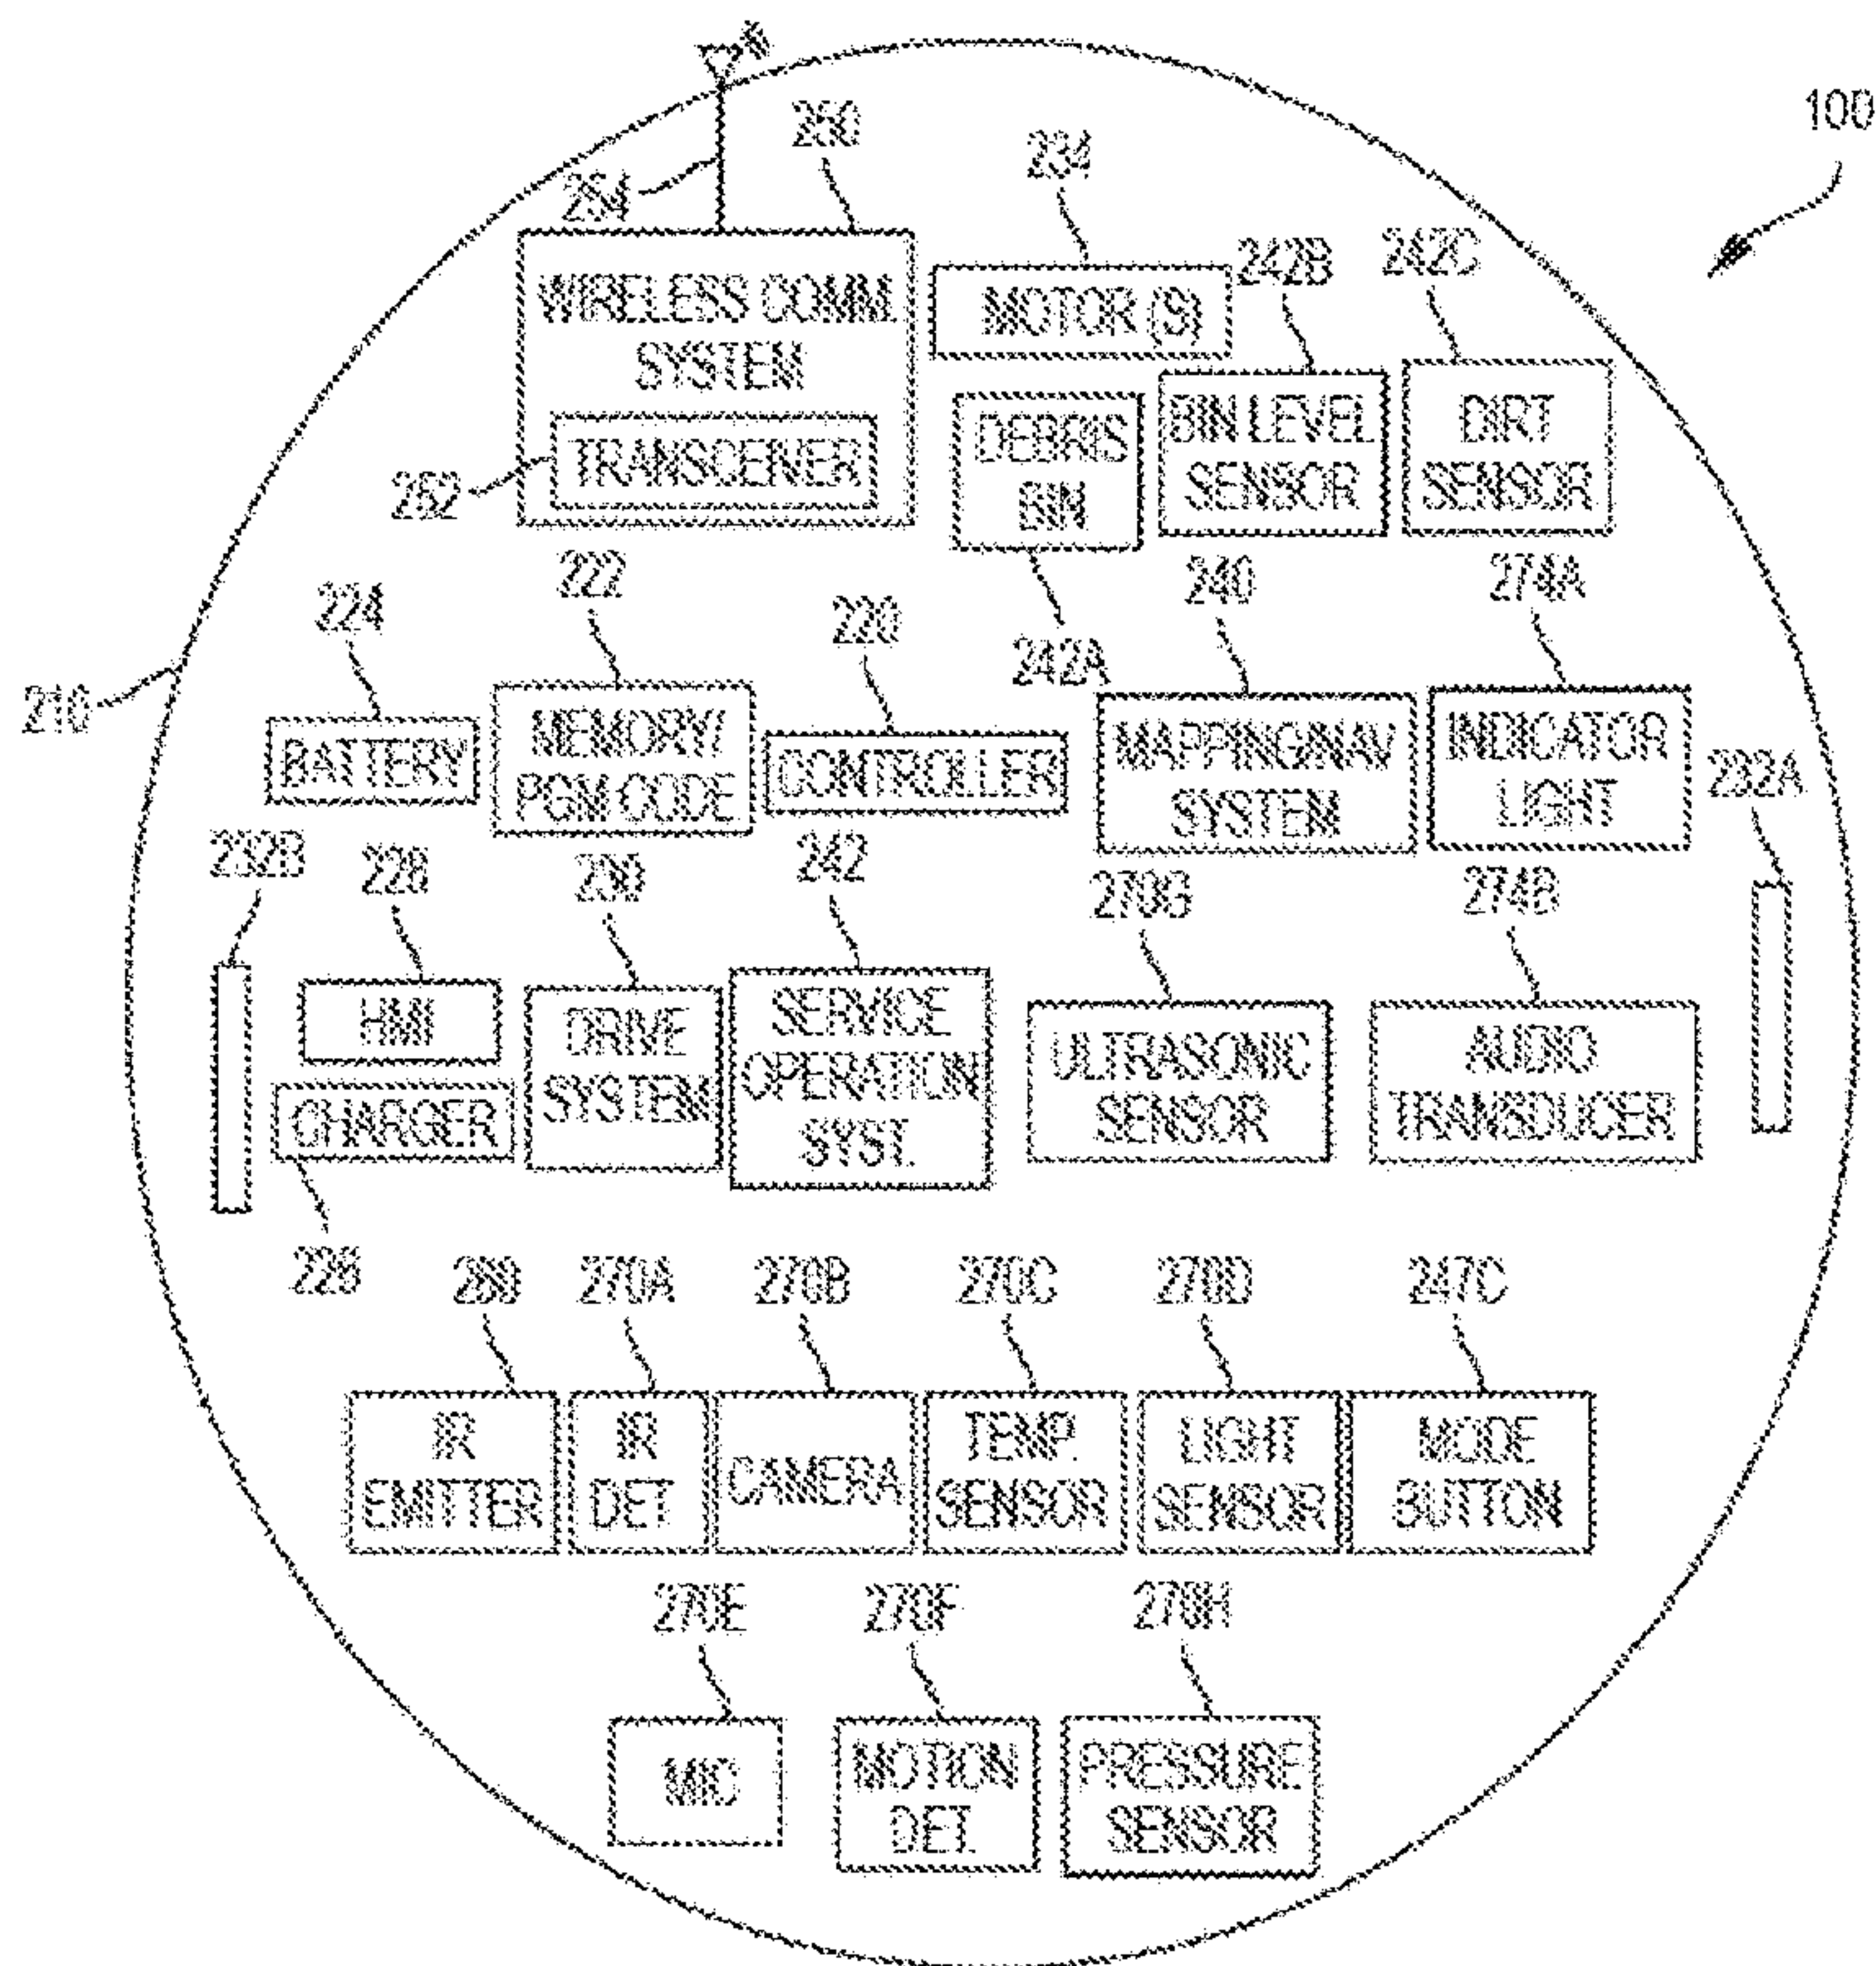 100
250
254
234
242B
242C
WIRELESS COMM.
SYSTEM
TRANSCEIVER
252
MOTOR (S)
DEBRIS
BIN
BIN LEVEL
SENSOR
DIRT
SENSOR
242A
240
274A
224
222
220
210
BATTERY
MEMORY/
PGM CODE
CONTROLLER
MAPPING/NAV
SYSTEM
INDICATOR
LIGHT
232A
232B
228
230
242
270G
274B
HMI
CHARGER
DRIVE
SYSTEM
SERVICE
OPERATION
SYST.
ULTRASONIC
SENSOR
AUDIO
TRANSDUCER
226
280
270A
270B
270C
270D
247C
IR
EMITTER
IR
DET.
CAMERA
TEMP.
SENSOR
LIGHT
SENSOR
MODE
BUTTON
270E
270F
270H
MIC
MOTION
DET.
PRESSURE
SENSOR